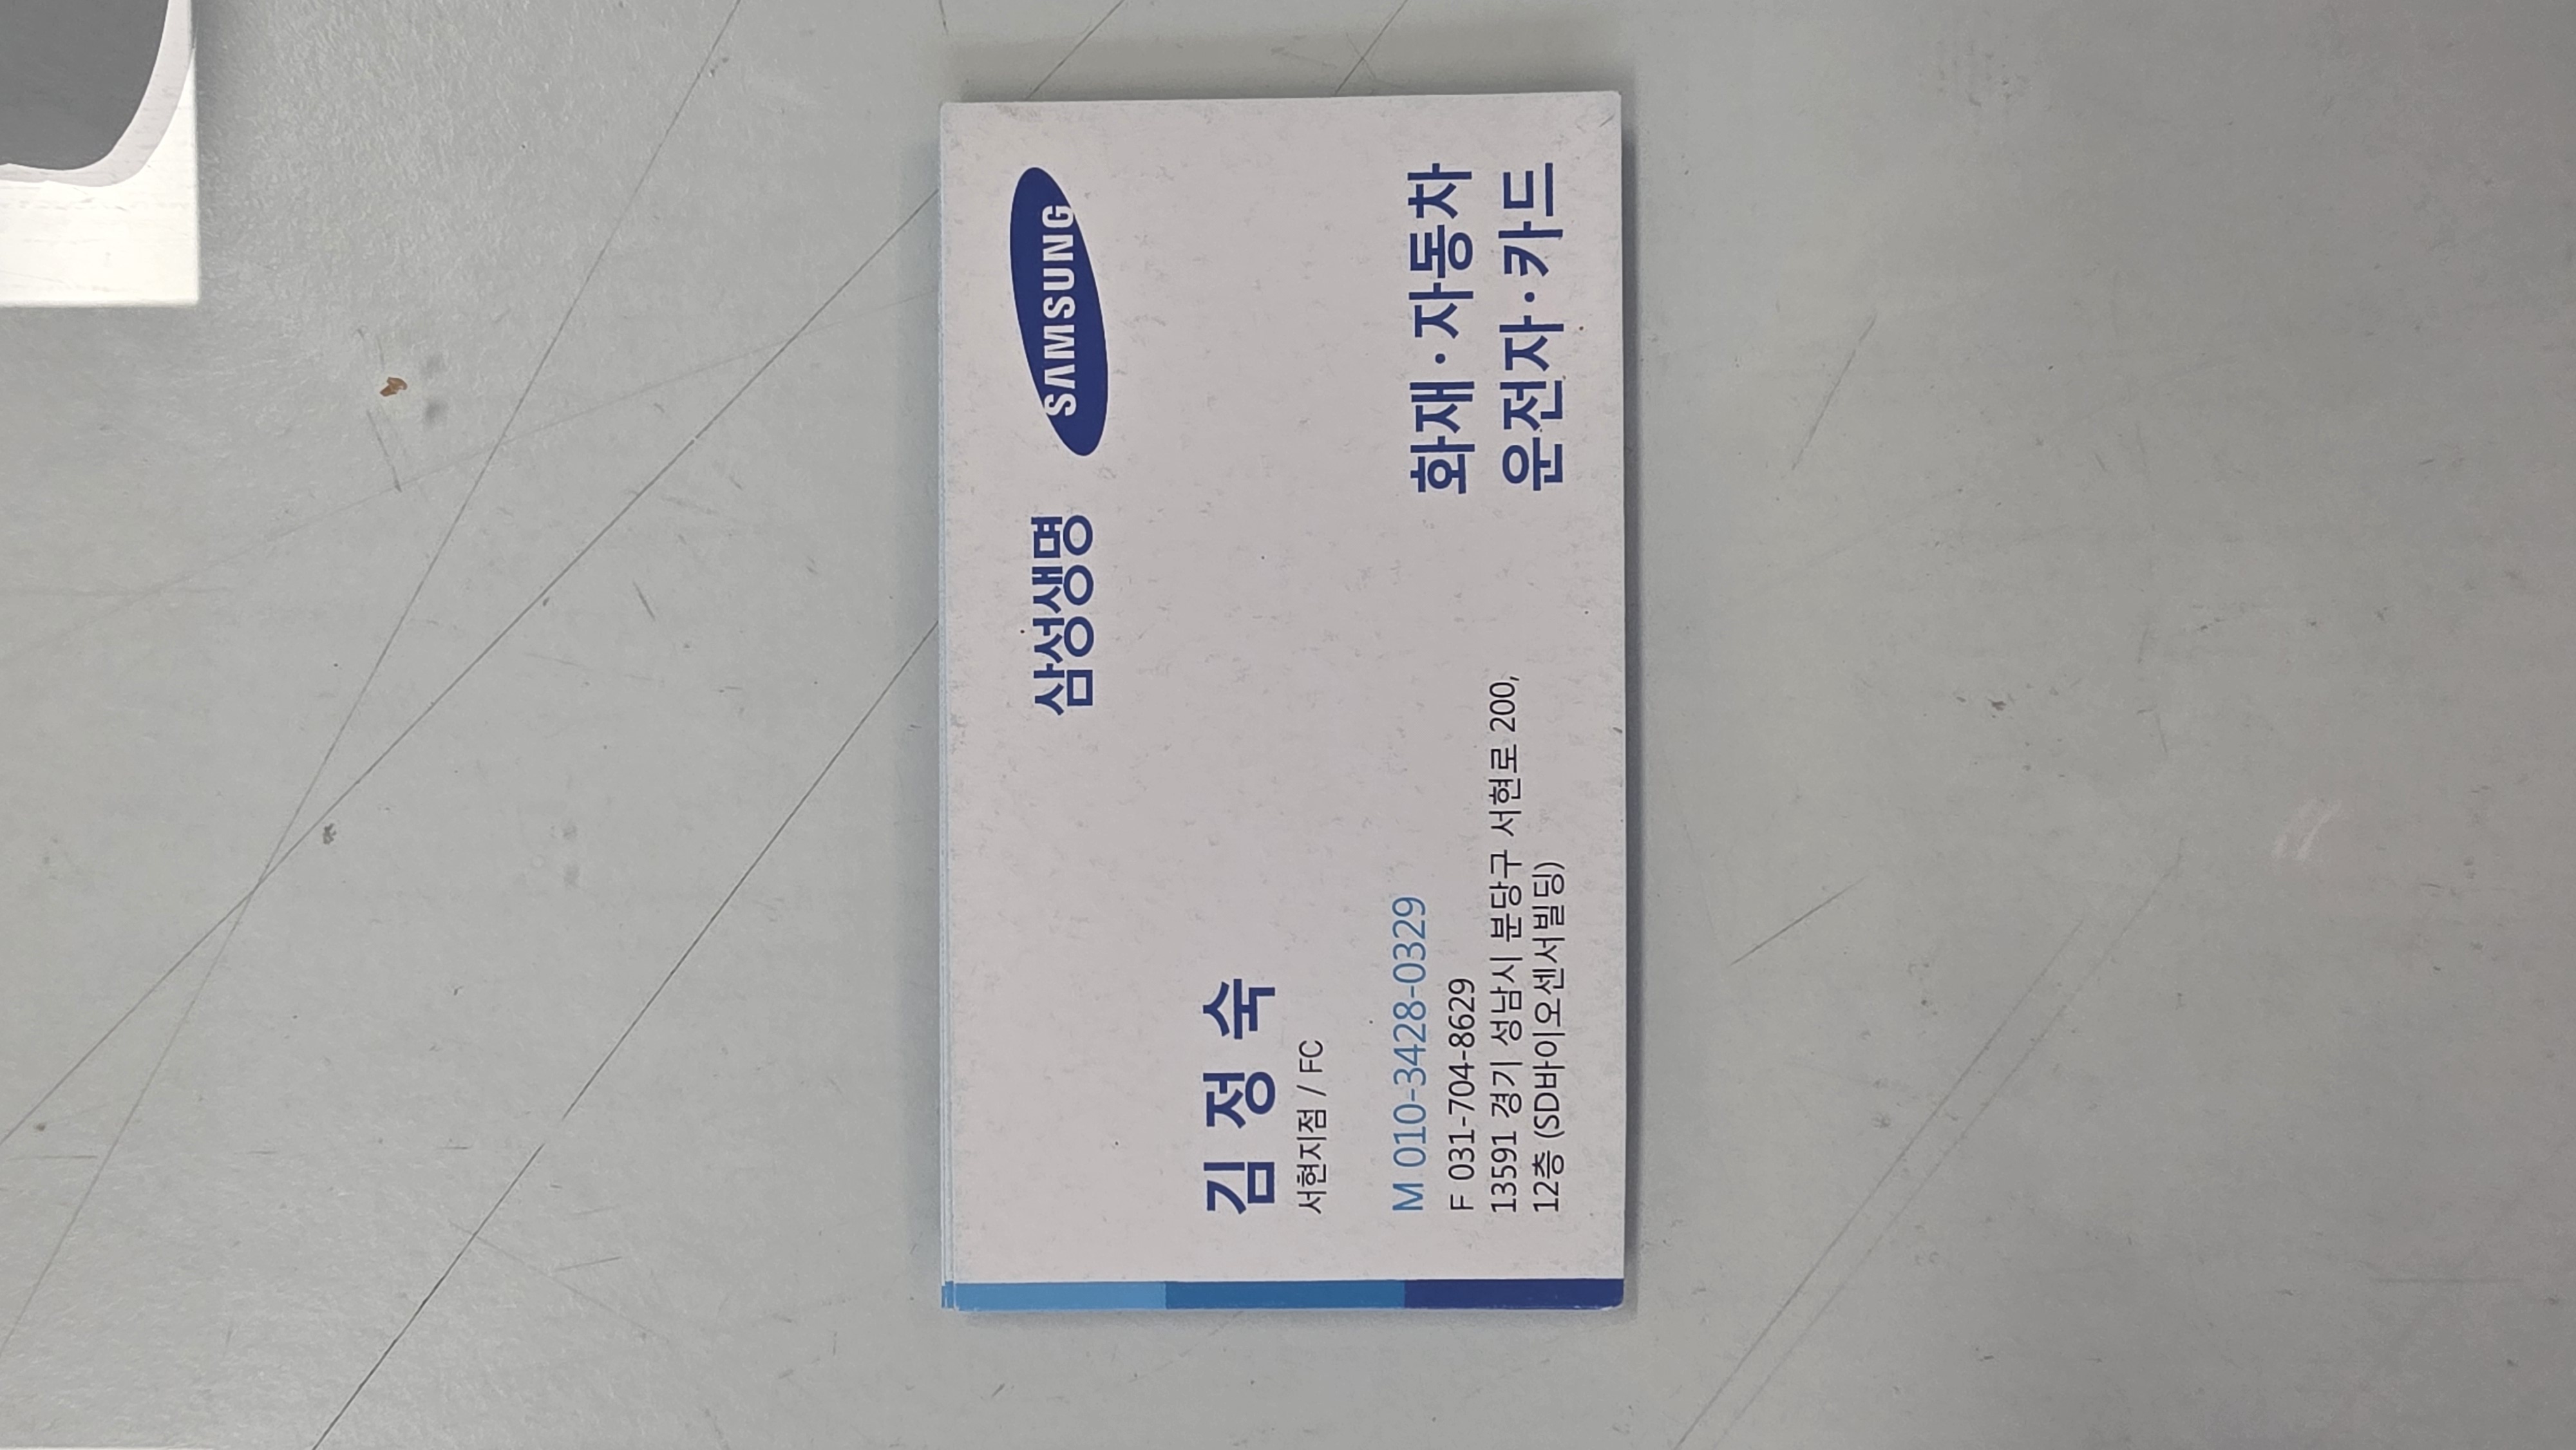 삼성생명 SAMSUNG
김정숙
서현지점 / FC
M 010-3428-0329
F 031-704-8629
13591 경기 성남시 분당구 서현로 200,
12층 (SD바이오센서빌딩)
화재·자동차
운전자·카드